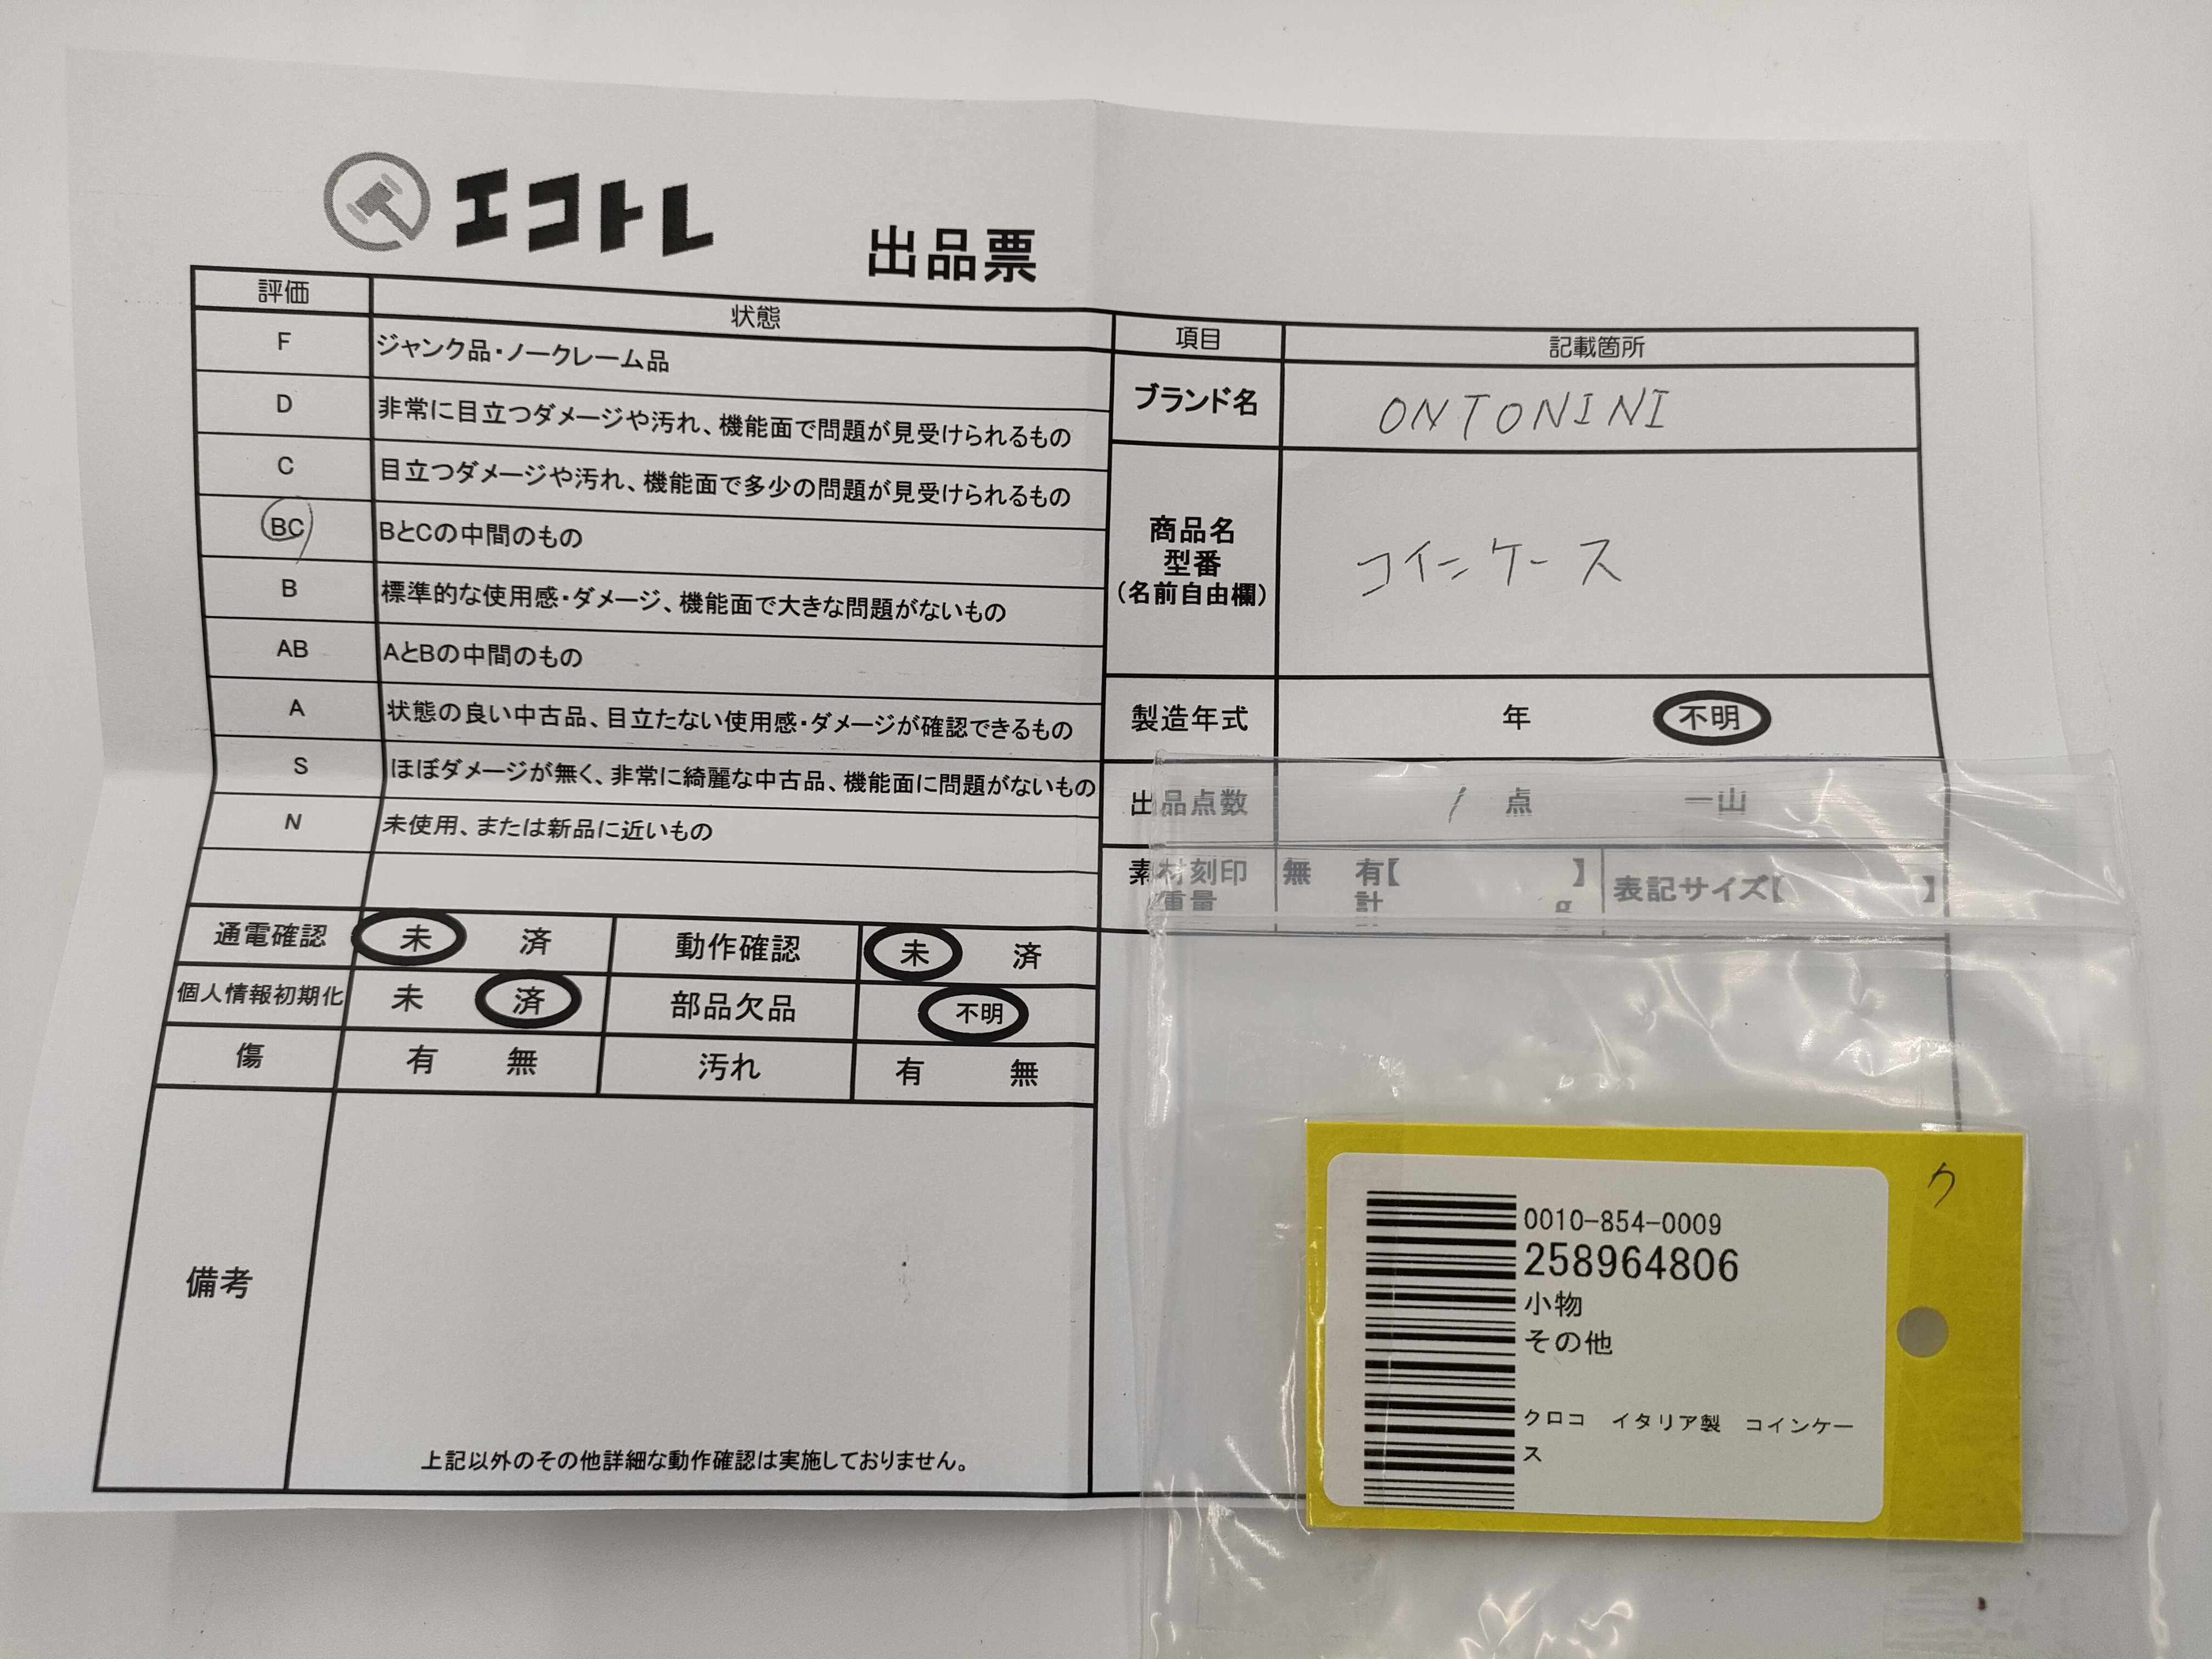 エコトレ
出品票
評価 状態
F ジャンク品・ノークレーム品
D 非常に目立つダメージや汚れ、機能面で問題が見受けられるもの
C 目立つダメージや汚れ、機能面で多少の問題が見受けられるもの
BC BとCの中間のもの
B 標準的な使用感・ダメージ、機能面で大きな問題がないもの
AB AとBの中間のもの
A 状態の良い中古品、目立たない使用感・ダメージが確認できるもの
S ほぼダメージが無く、非常に綺麗な中古品、機能面に問題がないもの
N 未使用、または新品に近いもの
通電確認 未 済 動作確認 未 済
個人情報初期化 未 済 部品欠品 不明
傷 有 無 汚れ 有 無
備考
上記以外のその他詳細な動作確認は実施しておりません。
項目 記載箇所
ブランド名 ONTONINI
商品名
型番
(名前自由欄)
コインケース
製造年式 年 不明
出品点数 1 点 一山
素材刻印 無 有【 】 表記サイズ【 】
重量 計 g
ク
0010-854-0009
258964806
小物
その他
クロコ イタリア製 コインケー
ス